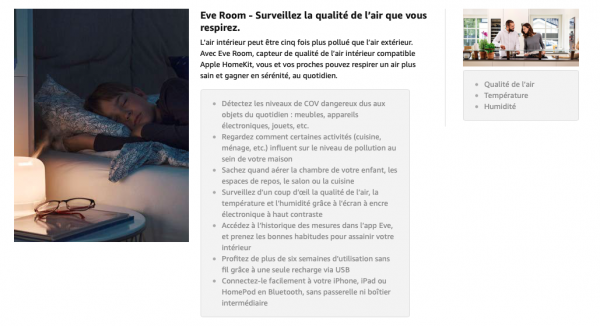 Eve Room - Surveillez la qualité de l'air que vous
respirez.
L'air intérieur peut être cinq fois plus pollué que l'air extérieur.
Avec Eve Room, capteur de qualité de l'air intérieur compatible
Apple HomeKit, vous et vos proches pouvez respirer un air plus
sain et gagner en sérénité, au quotidien.
• Détectez les niveaux de COV dangereux dus aux
objets du quotidien : meubles, appareils
électroniques, jouets, etc.
• Regardez comment certaines activités (cuisine,
ménage, etc.) influent sur le niveau de pollution au
sein de votre maison
• Sachez quand aérer la chambre de votre enfant, les
espaces de repos, le salon ou la cuisine
• Surveillez d'un coup d'œil la qualité de l'air, la
température et l'humidité grâce à l'écran à encre
électronique à haut contraste
• Accédez à l'historique des mesures dans l'app Eve,
et prenez les bonnes habitudes pour assainir votre
intérieur
• Profitez de plus de six semaines d'utilisation sans
fil grâce à une seule recharge via USB
• Connectez-le facilement à votre iPhone, iPad ou
HomePod en Bluetooth, sans passerelle ni boîtier
intermédiaire
• Qualité de l'air
• Température
• Humidité